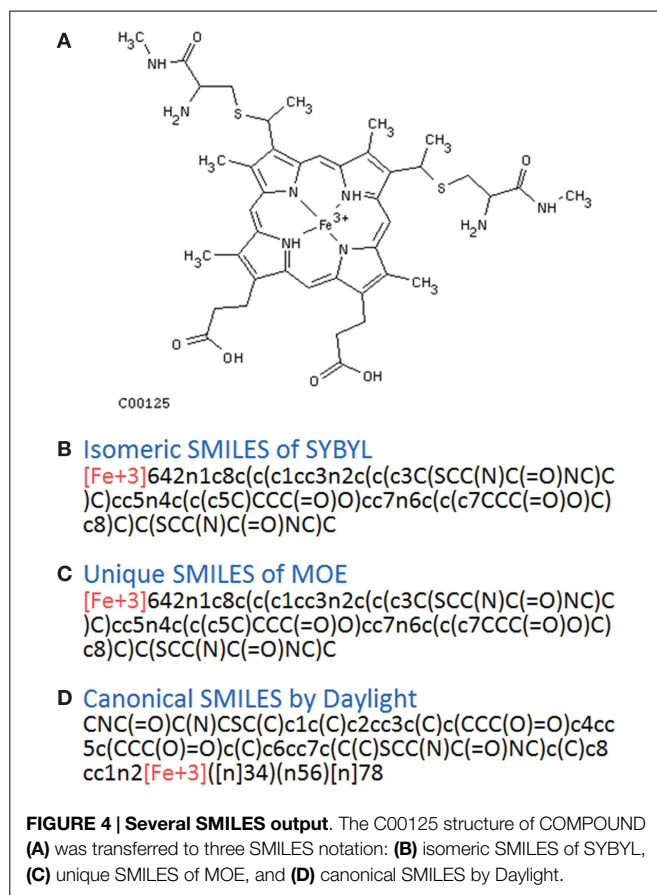 A
H₃C
O
NH
H₂N
S
CH₃
CH₃
CH₃
H₃C
N
NH
S
O
Fe 3+
NH
CH₃
H₂N
NH
N
H₃C
CH₃
O
OH
O
OH
C00125
B Isomeric SMILES of SYBYL
[Fe+3]642n1c8c(c(c1cc3n2c(c(c3C(SCC(N)C(=O)NC)C
)C)cc5n4c(c(c5C)CCC(=O)O)cc7n6c(c(c7CCC(=O)O)C)
c8)C)C(SCC(N)C(=O)NC)C
C Unique SMILES of MOE
[Fe+3]642n1c8c(c(c1cc3n2c(c(c3C(SCC(N)C(=O)NC)C
)C)cc5n4c(c(c5C)CCC(=O)O)cc7n6c(c(c7CCC(=O)O)C)
c8)C)C(SCC(N)C(=O)NC)C
D Canonical SMILES by Daylight
CNC(=O)C(N)CSC(C)c1c(C)c2cc3c(C)c(CCC(O)=O)c4cc
5c(CCC(O)=O)c(C)c6cc7c(C(C)SCC(N)C(=O)NC)c(C)c8
cc1n2[Fe+3]([n]34)(n56)[n]78
FIGURE 4 | Several SMILES output. The C00125 structure of COMPOUND
(A) was transferred to three SMILES notation: (B) isomeric SMILES of SYBYL,
(C) unique SMILES of MOE, and (D) canonical SMILES by Daylight.